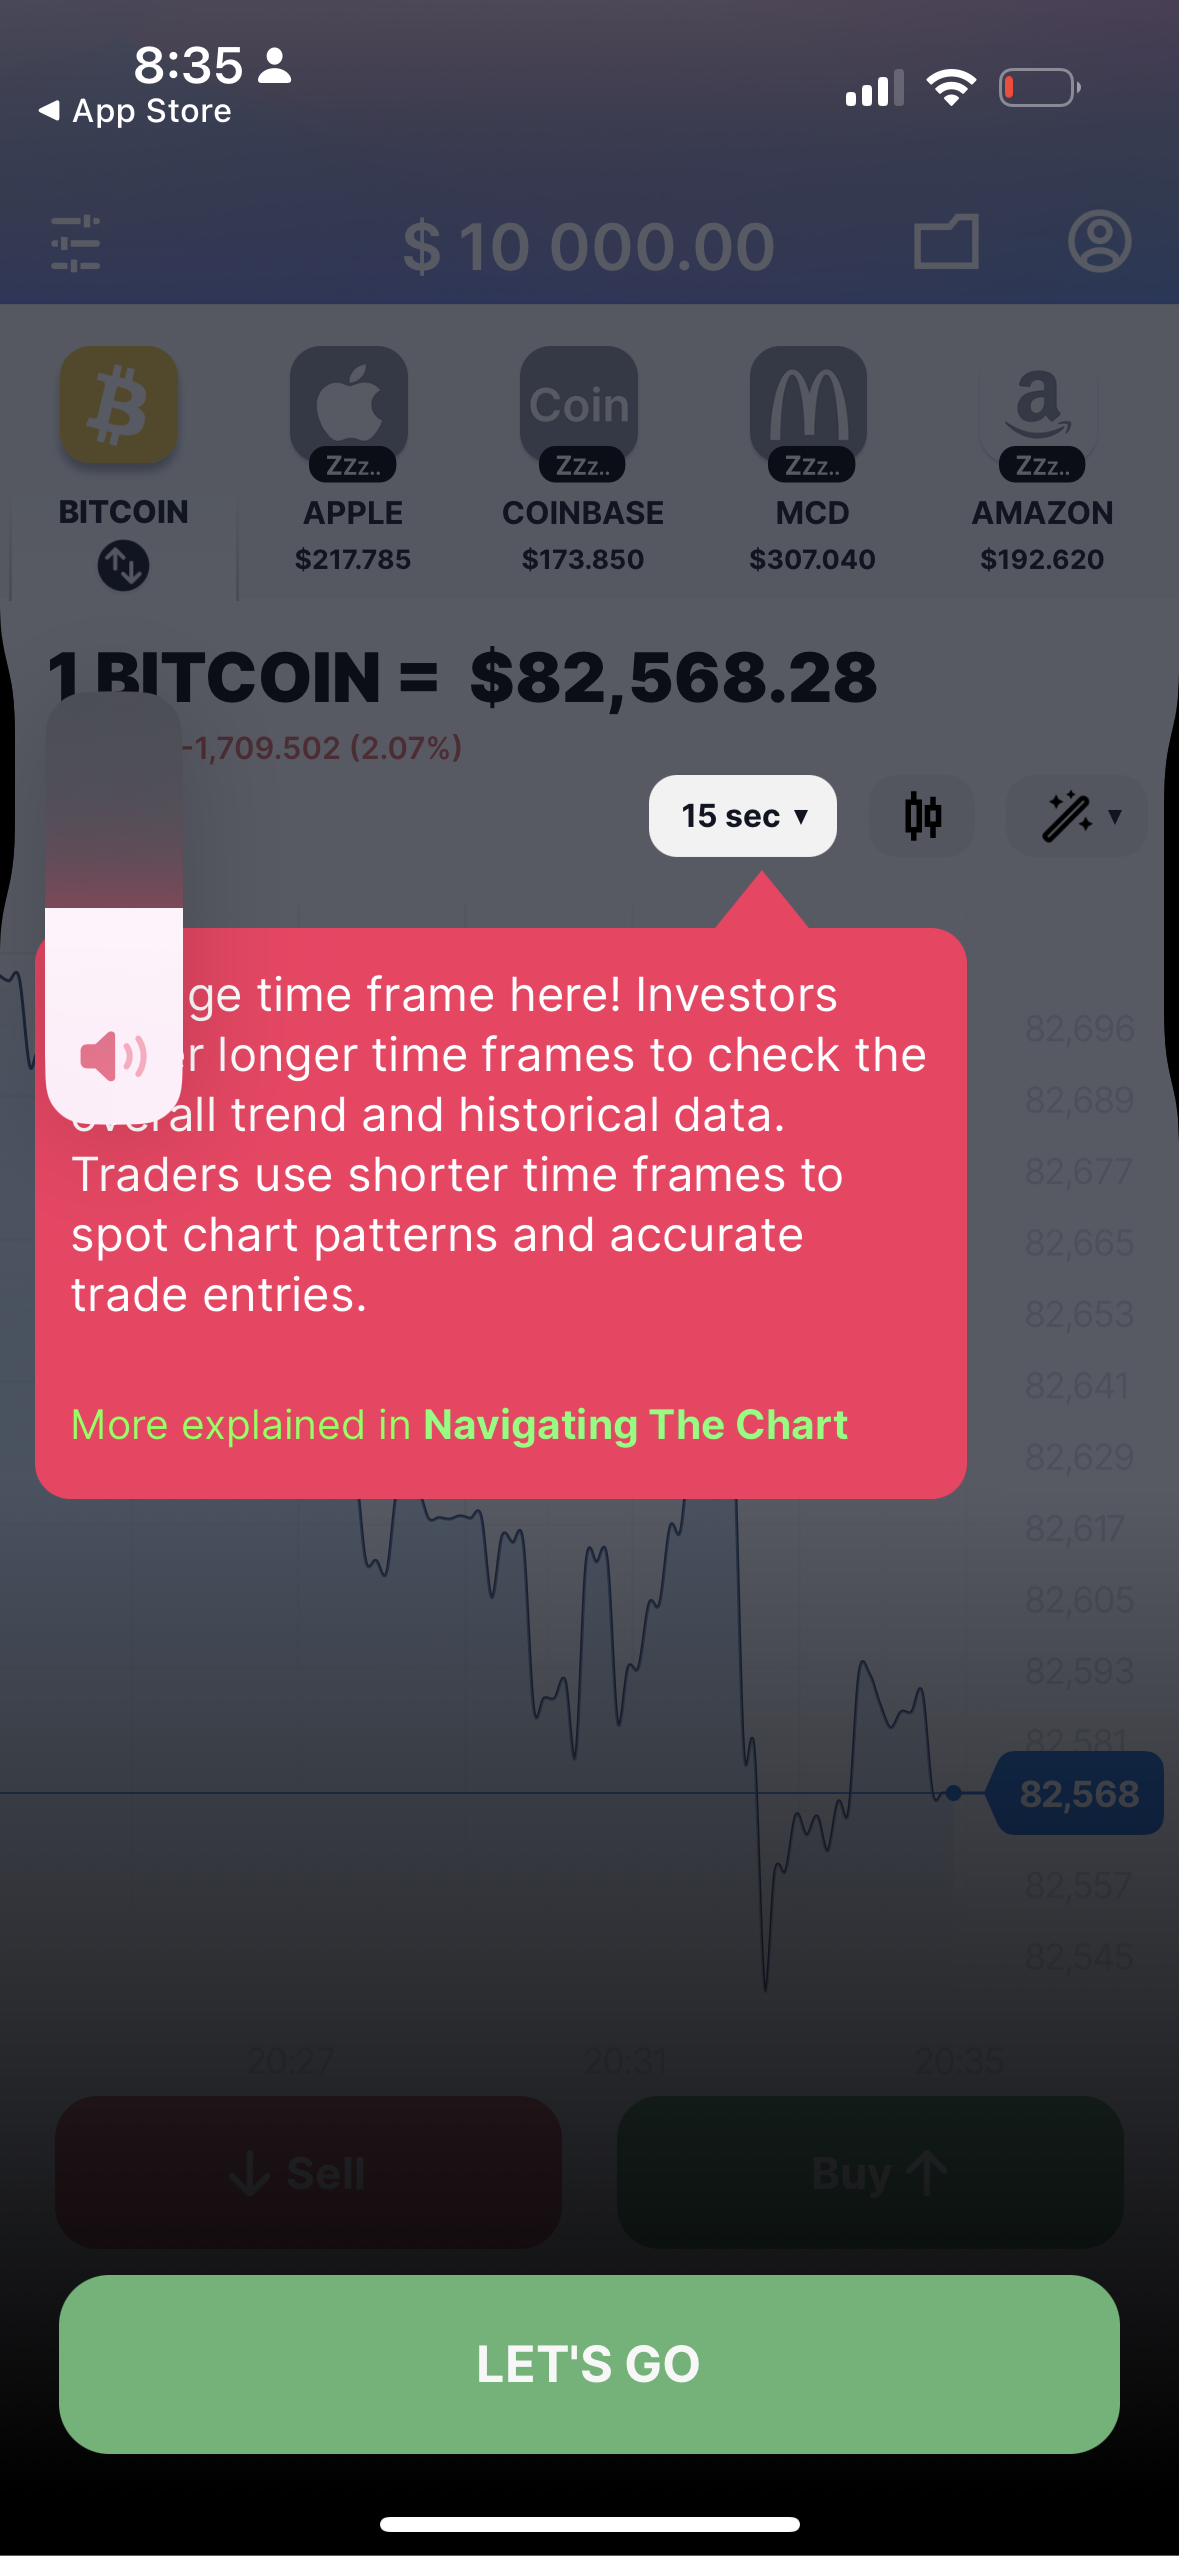 8:35
App Store
$ 10 000.00
Coin
ZZz.. ZZz.. ZZz.. a ZZz..
BITCOIN APPLE COINBASE MCD AMAZON
$217.785 $173.850 $307.040 $192.620
1 BITCOIN = $82,568.28
-1,709.502 (2.07%)
15 sec
ge time frame here! Investors
longer time frames to check the
overall trend and historical data.
Traders use shorter time frames to
spot chart patterns and accurate
trade entries.
More explained in Navigating The Chart
82,696
82,689
82,677
82,665
82,653
82,641
82,629
82,617
82,605
82,593
82,581
82,568
82,557
82,545
20:27 20:31 20:35
Sell Buy
LET'S GO